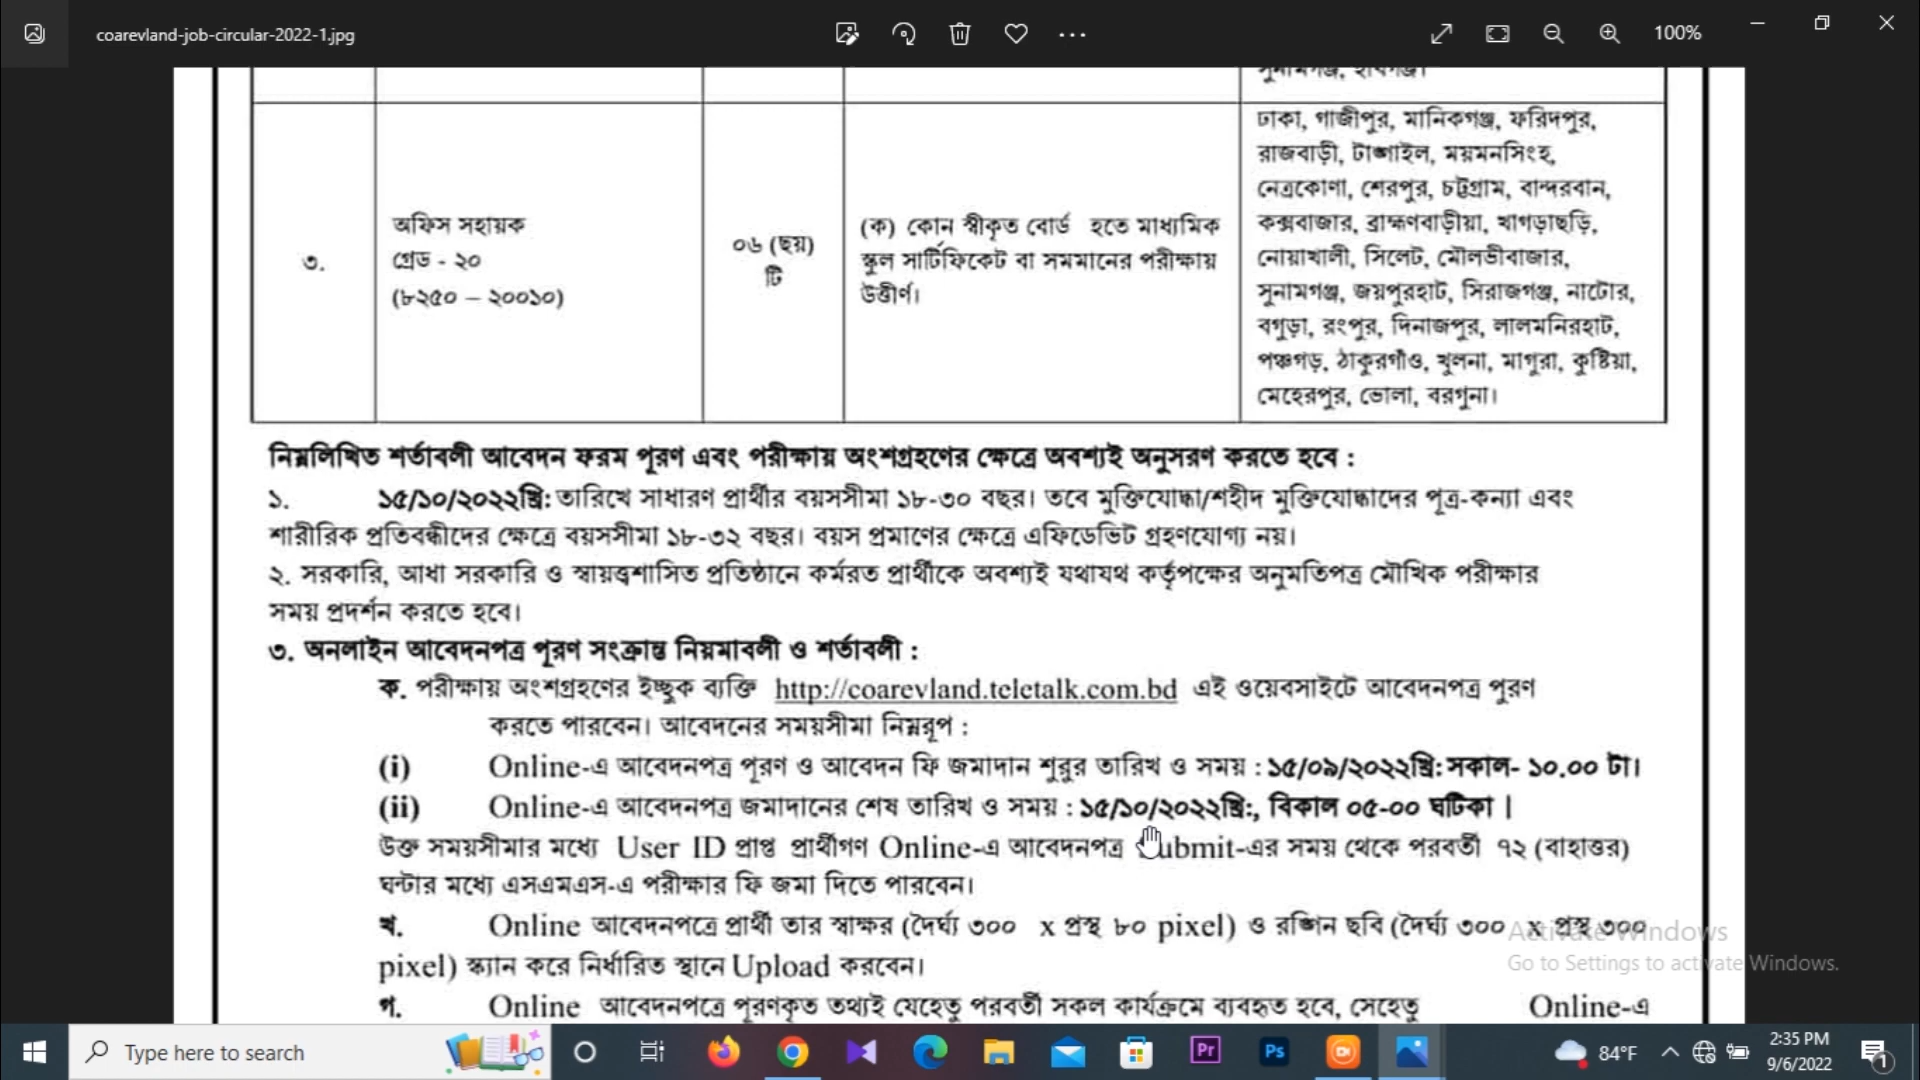 coarevland-job-circular-2022-1.jpg
100%
ঢাকা, গাজীপুর, মানিকগঞ্জ, ফরিদপুর,
রাজবাড়ী, টাঙ্গাইল, ময়মনসিংহ,
নেত্রকোণা, শেরপুর, চট্টগ্রাম, বান্দরবান,
কক্সবাজার, ব্রাহ্মণবাড়ীয়া, খাগড়াছড়ি,
নোয়াখালী, সিলেট, মৌলভীবাজার,
সুনামগঞ্জ, জয়পুরহাট, সিরাজগঞ্জ, নাটোর,
বগুড়া, রংপুর, দিনাজপুর, লালমনিরহাট,
পঞ্চগড়, ঠাকুরগাঁও, খুলনা, মাগুরা, কুষ্টিয়া,
মেহেরপুর, ভোলা, বরগুনা।
৩.
অফিস সহায়ক
গ্রেড - ২০
(৮২৫০ – ২০০১০)
০৬ (ছয়)
টি
(ক) কোন স্বীকৃত বোর্ড হতে মাধ্যমিক
স্কুল সার্টিফিকেট বা সমমানের পরীক্ষায়
উত্তীর্ণ।
নিম্নলিখিত শর্তাবলী আবেদন ফরম পূরণ এবং পরীক্ষায় অংশগ্রহণের ক্ষেত্রে অবশ্যই অনুসরণ করতে হবে :
১. ১৫/১০/২০২২খ্রি: তারিখে সাধারণ প্রার্থীর বয়সসীমা ১৮-৩০ বছর। তবে মুক্তিযোদ্ধা/শহীদ মুক্তিযোদ্ধাদের পুত্র-কন্যা এবং
শারীরিক প্রতিবন্ধীদের ক্ষেত্রে বয়সসীমা ১৮-৩২ বছর। বয়স প্রমাণের ক্ষেত্রে এফিডেভিট গ্রহণযোগ্য নয়।
২. সরকারি, আধা সরকারি ও স্বায়ত্ত্বশাসিত প্রতিষ্ঠানে কর্মরত প্রার্থীকে অবশ্যই যথাযথ কর্তৃপক্ষের অনুমতিপত্র মৌখিক পরীক্ষার
সময় প্রদর্শন করতে হবে।
৩. অনলাইন আবেদনপত্র পূরণ সংক্রান্ত নিয়মাবলী ও শর্তাবলী :
ক. পরীক্ষায় অংশগ্রহণের ইচ্ছুক ব্যক্তি http://coarevland.teletalk.com.bd এই ওয়েবসাইটে আবেদনপত্র পুরণ
করতে পারবেন। আবেদনের সময়সীমা নিম্নরূপ :
(i) Online-এ আবেদনপত্র পূরণ ও আবেদন ফি জমাদান শুরুর তারিখ ও সময় : ১৫/০৯/২০২২খ্রি: সকাল- ১০.০০ টা।
(ii) Online-এ আবেদনপত্র জমাদানের শেষ তারিখ ও সময় : ১৫/১০/২০২২খ্রি:, বিকাল ০৫-০০ ঘটিকা |
উক্ত সময়সীমার মধ্যে User ID প্রাপ্ত প্রার্থীগণ Online-এ আবেদনপত্র Submit-এর সময় থেকে পরবর্তী ৭২ (বাহাত্তর)
ঘন্টার মধ্যে এসএমএস-এ পরীক্ষার ফি জমা দিতে পারবেন।
খ. Online আবেদনপত্রে প্রার্থী তার স্বাক্ষর (দৈর্ঘ্য ৩০০ x প্রস্থ ৮০ pixel) ও রঙ্গিন ছবি (দৈর্ঘ্য ৩০০ x প্রস্থ ৩০০
pixel) স্ক্যান করে নির্ধারিত স্থানে Upload করবেন।
গ. Online আবেদনপত্রে পূরণকৃত তথ্যই যেহেতু পরবর্তী সকল কার্যক্রমে ব্যবহৃত হবে, সেহেতু Online-এ
Activate Windows
Go to Settings to activate Windows.
Type here to search
Pr
Ps
84°F
2:35 PM
9/6/2022
1